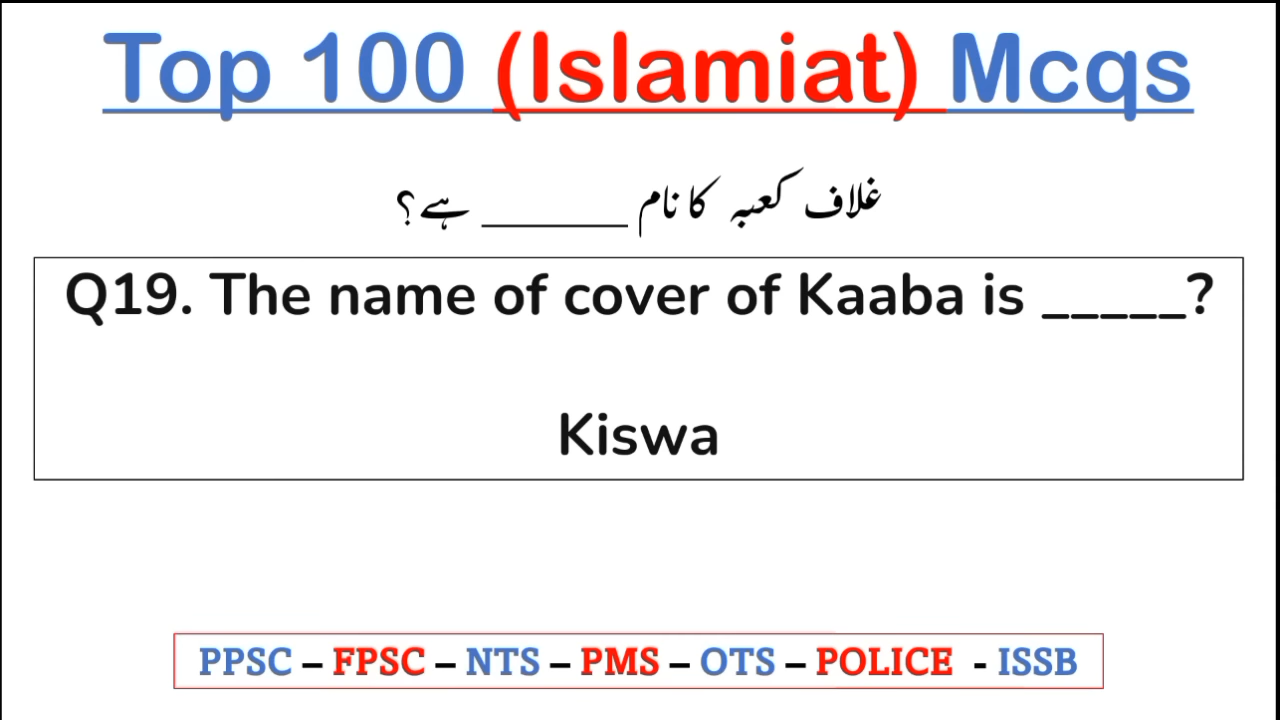 Top 100 (Islamiat) Mcqs
غلاف کعبہ کا نام ______ ہے؟
Q19. The name of cover of Kaaba is _____?
Kiswa
PPSC – FPSC – NTS – PMS – OTS – POLICE - ISSB